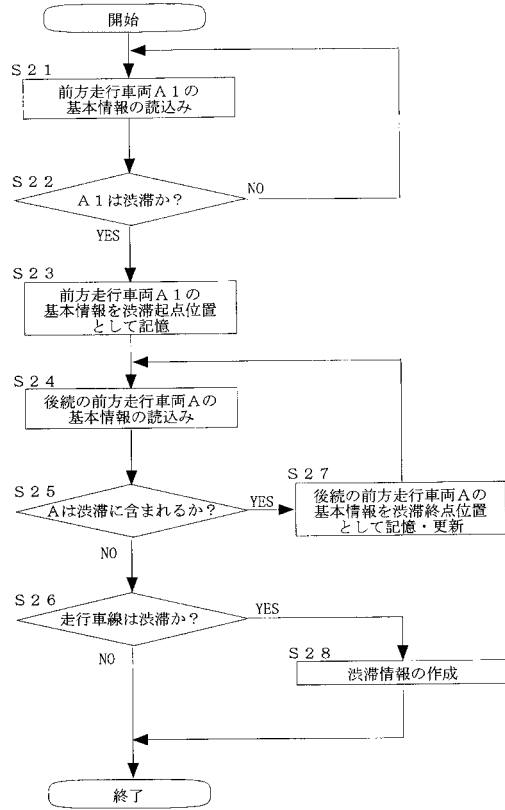 開始
S21
前方走行車両A1の
基本情報の読込み
S22
A1は渋滞か?
NO
YES
S23
前方走行車両A1の
基本情報を渋滞起点位置
として記憶
S24
後続の前方走行車両Aの
基本情報の読込み
S25
Aは渋滞に含まれるか?
YES
NO
S27
後続の前方走行車両Aの
基本情報を渋滞終点位置
として記憶・更新
S26
走行車線は渋滞か?
YES
NO
S28
渋滞情報の作成
終了